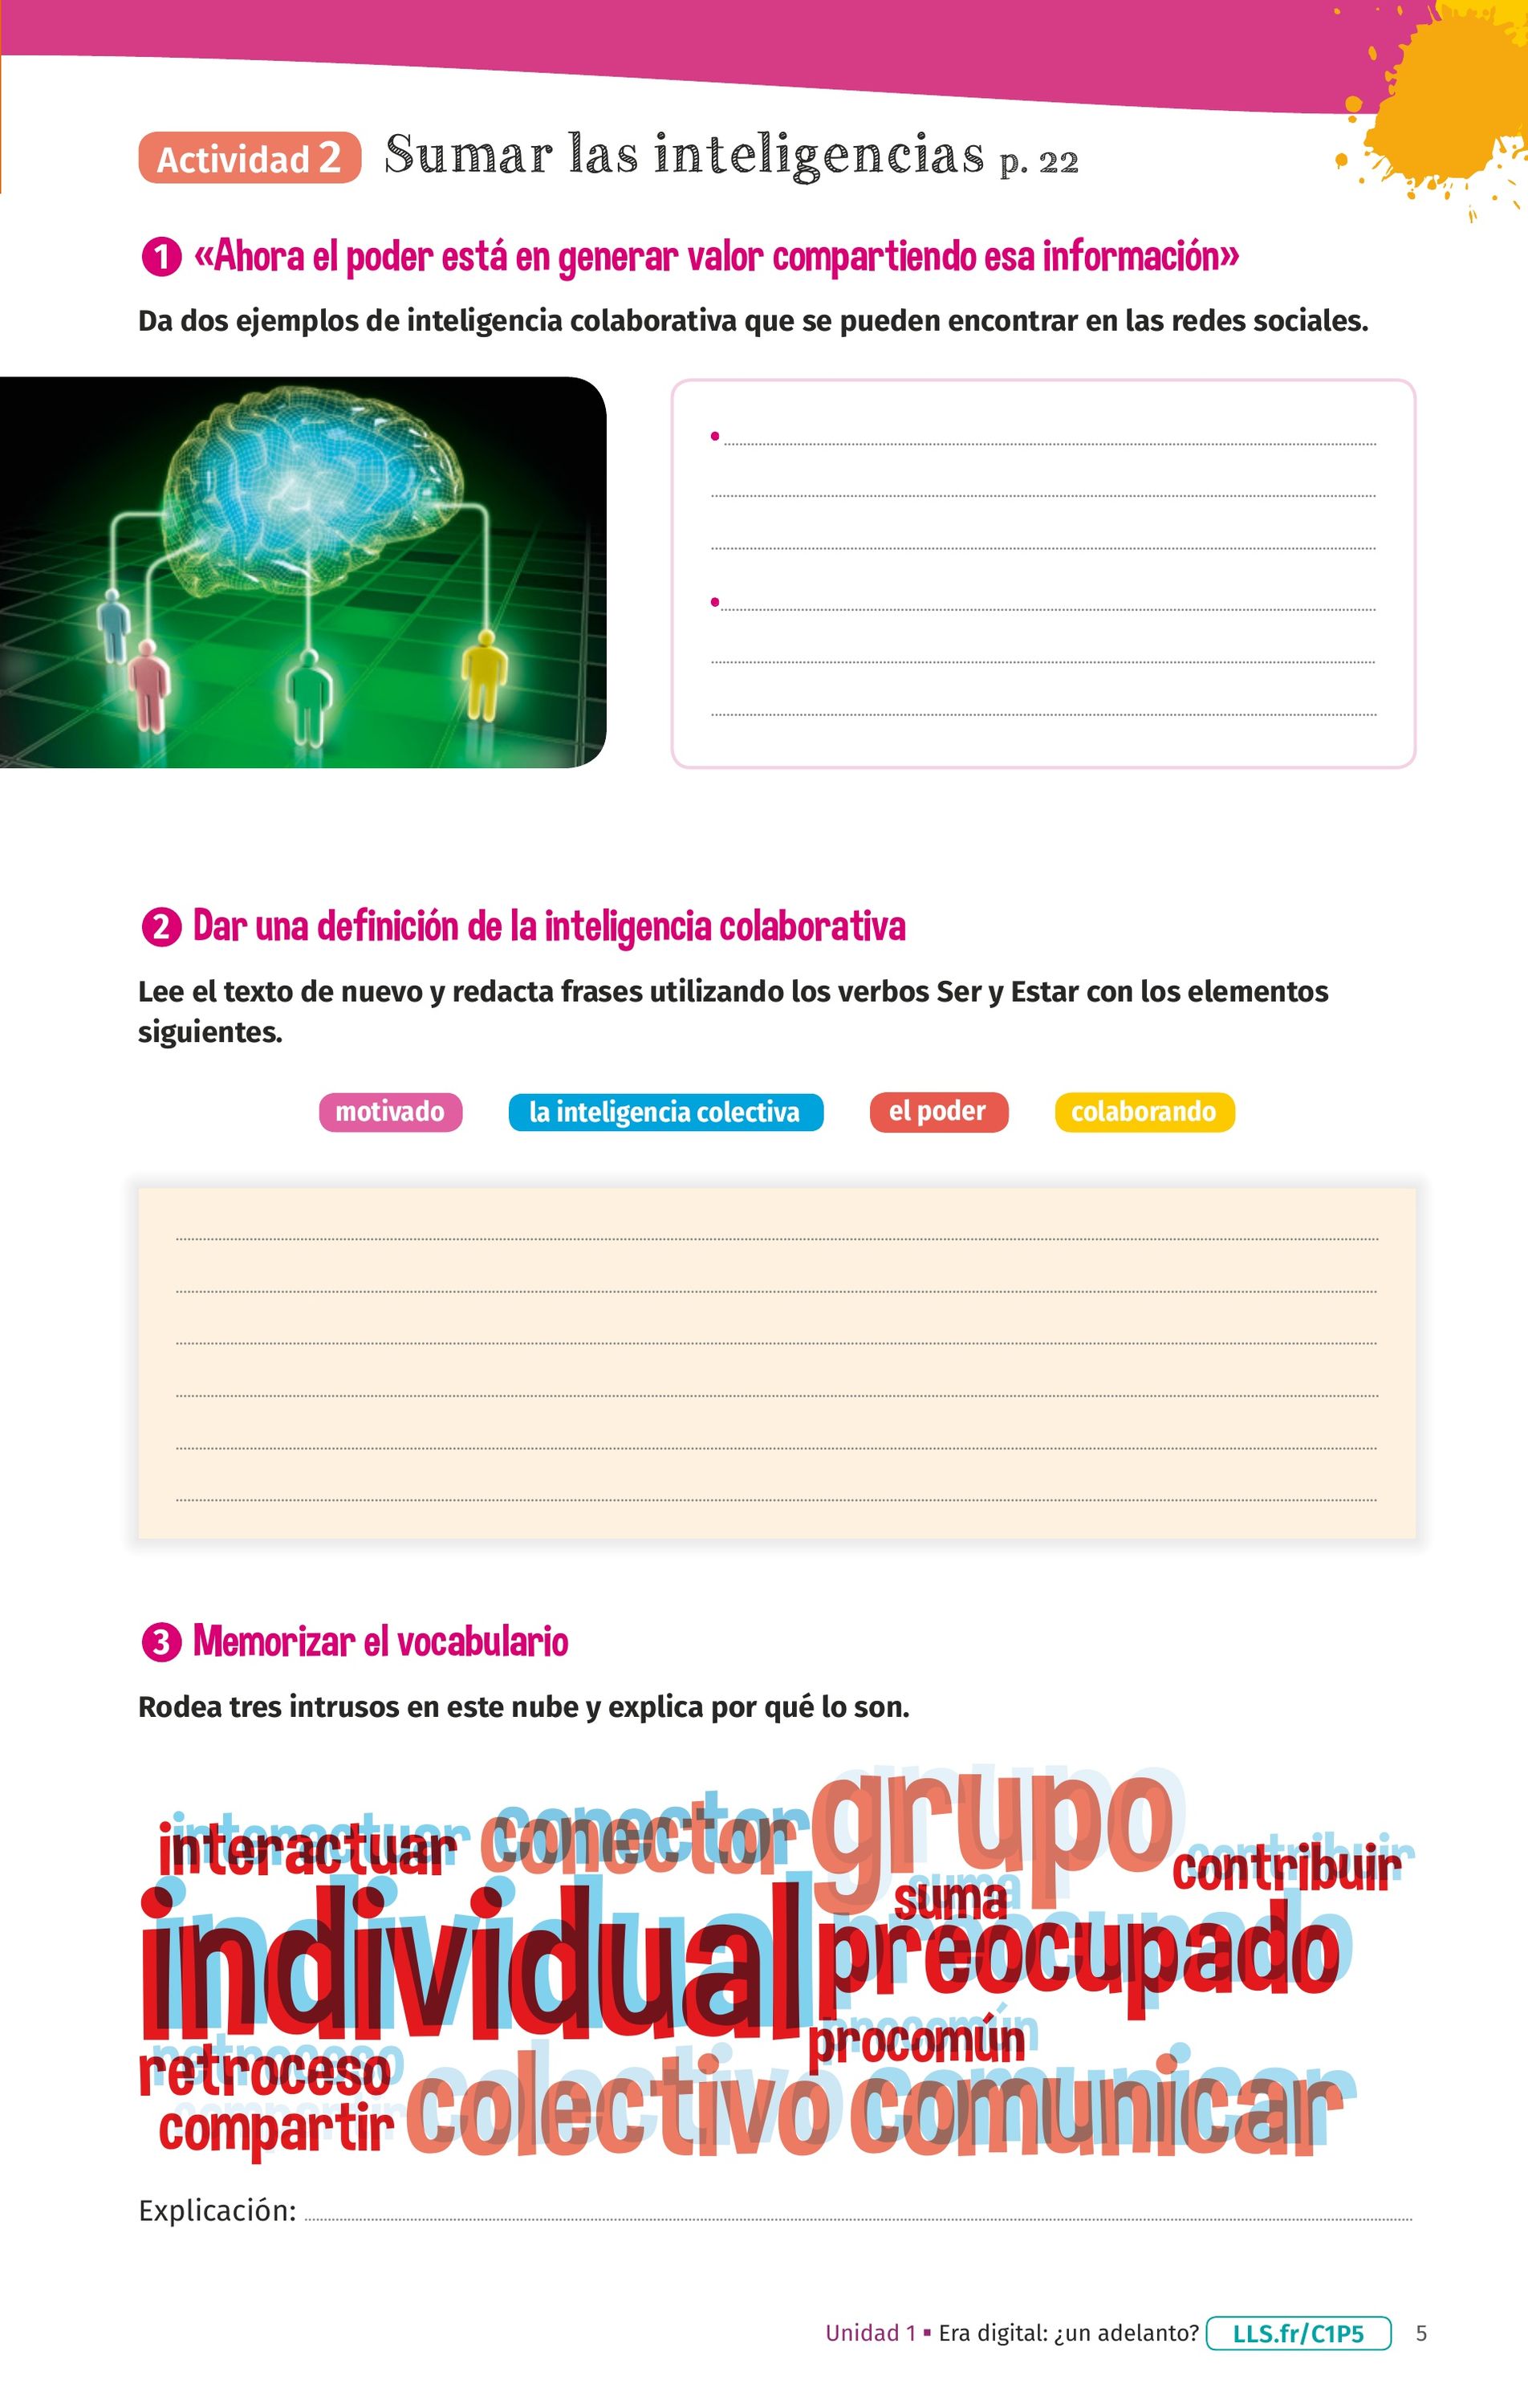 Actividad 2 Sumar las inteligencias p. 22
1 «Ahora el poder está en generar valor compartiendo esa información»
Da dos ejemplos de inteligencia colaborativa que se pueden encontrar en las redes sociales.
2 Dar una definición de la inteligencia colaborativa
Lee el texto de nuevo y redacta frases utilizando los verbos Ser y Estar con los elementos
siguientes.
motivado la inteligencia colectiva el poder colaborando
3 Memorizar el vocabulario
Rodea tres intrusos en este nube y explica por qué lo son.
interactuar conector grupo contribuir
suma
individual preocupado
procomún
retroceso
compartir colectivo comunicar
Explicación:
Unidad 1 ▪ Era digital: ¿un adelanto? LLS.fr/C1P5 5